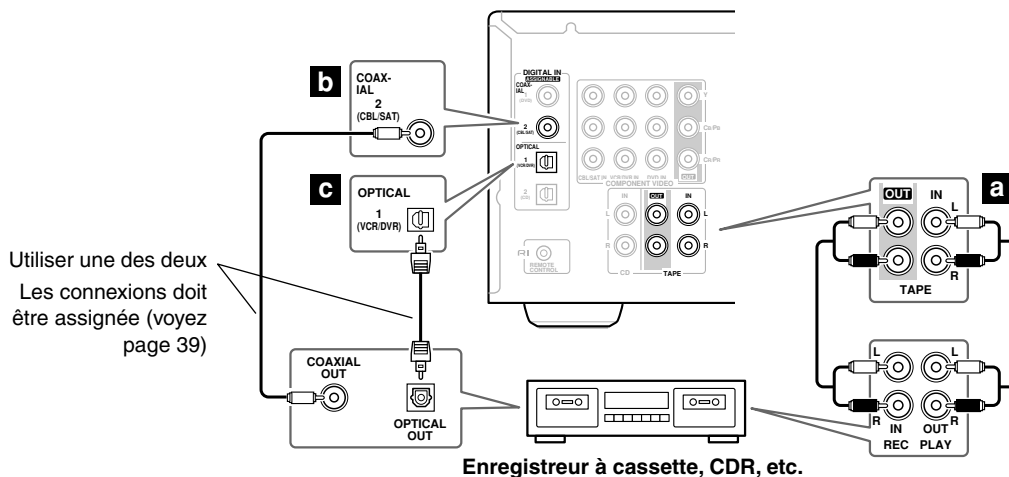 b
COAX-
IAL
2
(CBL/SAT)
c
OPTICAL
1
(VCR/DVR)
DIGITAL IN
ASSIGNABLE
COAX-
IAL
1
(DVD)
2
(CBL/SAT)
OPTICAL
1
(VCR/DVR)
2
(CD)
Y
CB/PB
CR/PR
CBL/SAT IN
VCR/DVR IN
DVD IN
OUT
COMPONENT VIDEO
IN
OUT
IN
L
L
R
R
CD
TAPE
REMOTE
CONTROL
a
OUT
IN
L
R
TAPE
Utiliser une des deux
Les connexions doit
être assignée (voyez
page 39)
COAXIAL
OUT
OPTICAL
OUT
L
L
R
R
IN
OUT
REC
PLAY
Enregistreur à cassette, CDR, etc.